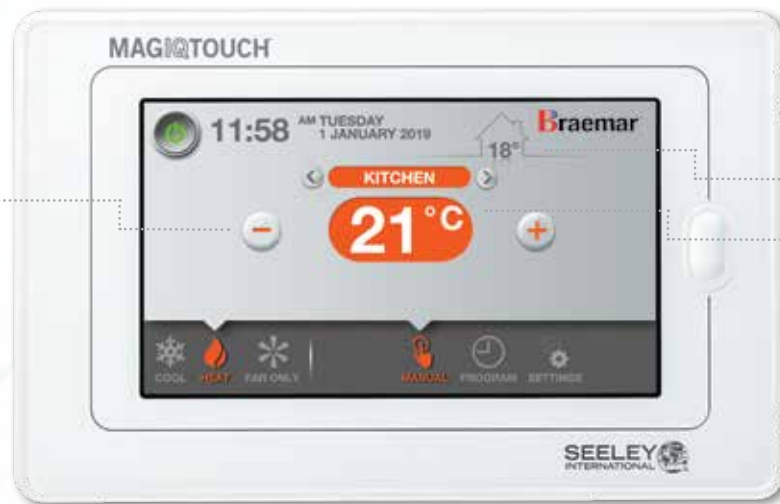 MAGIQTOUCH
11:58 AM TUESDAY
1 JANUARY 2019
Braemar
18°
KITCHEN
21°C
COOL HEAT FAN ONLY MANUAL PROGRAM SETTINGS
SEELEY
INTERNATIONAL